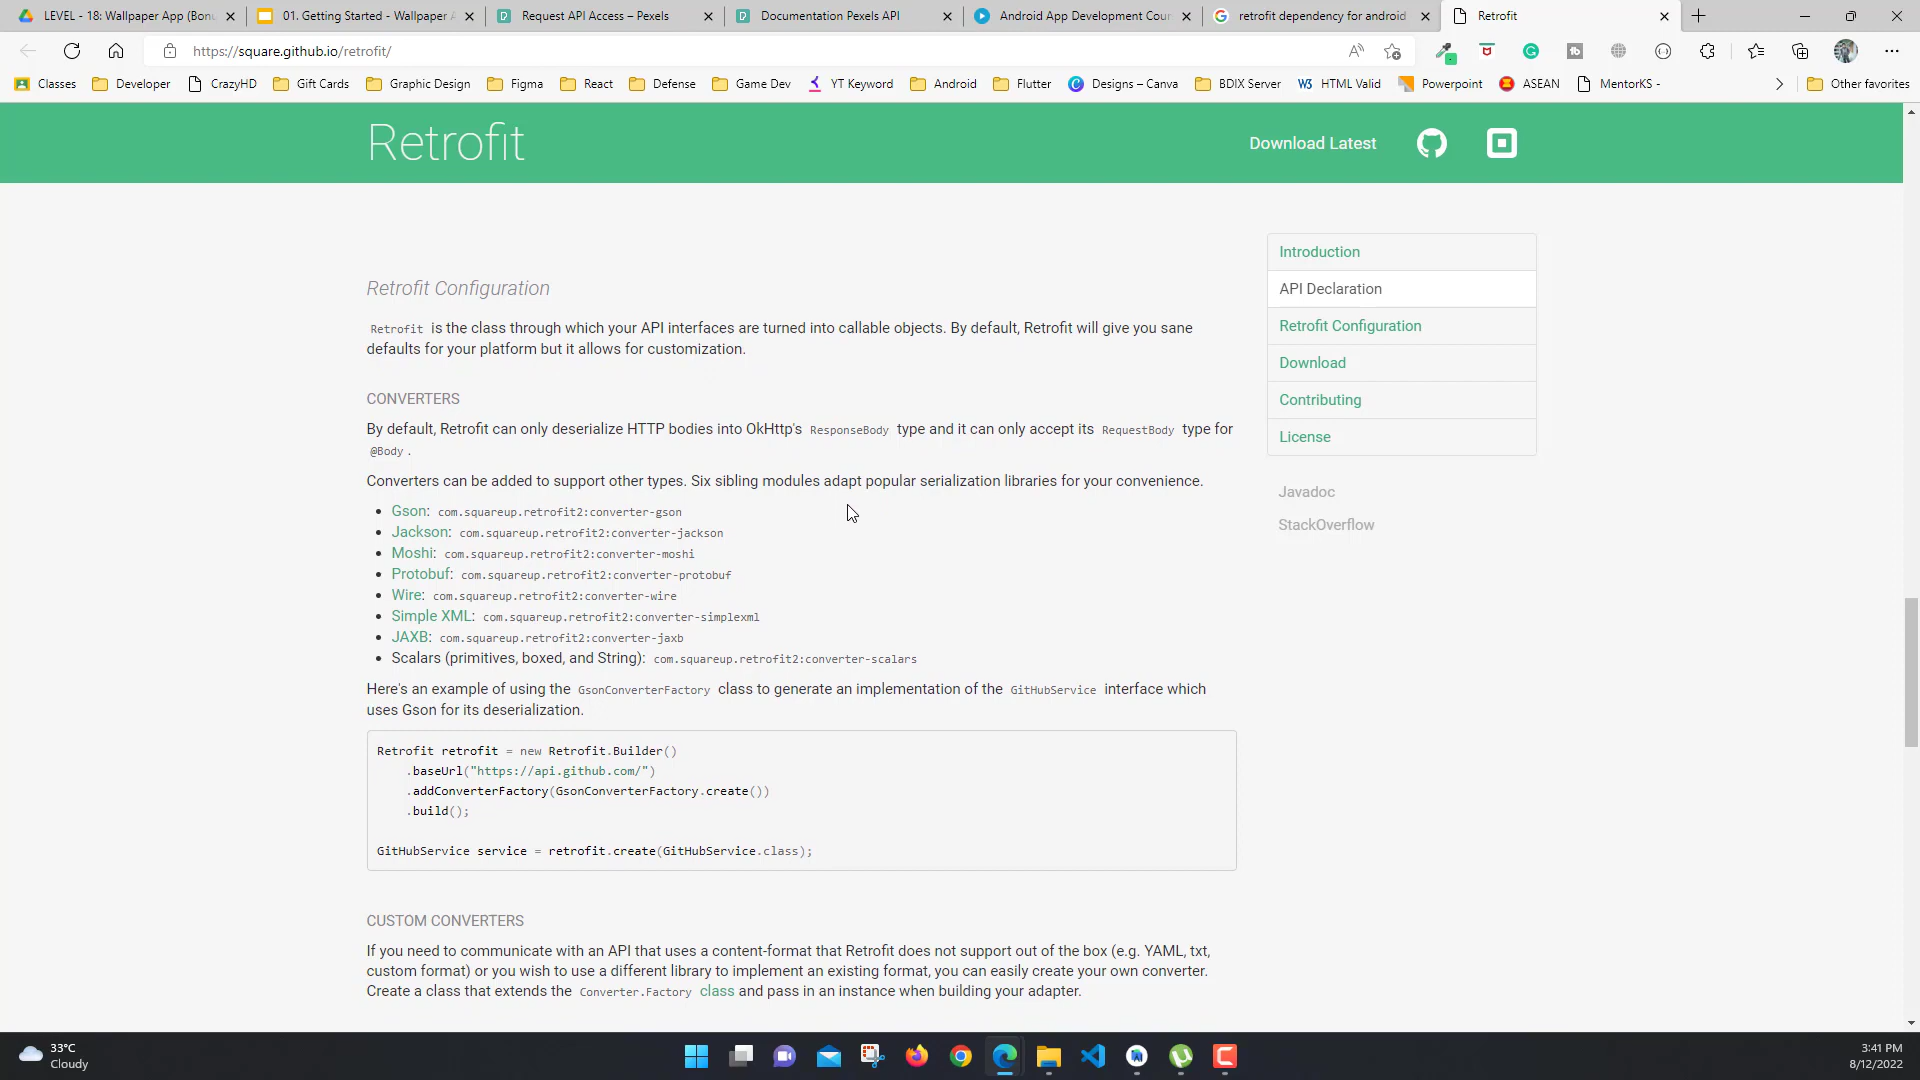 LEVEL - 18: Wallpaper App (Bonu
01. Getting Started - Wallpaper A
Request API Access – Pexels
Documentation Pexels API
Android App Development Cour
retrofit dependency for android
Retrofit
https://square.github.io/retrofit/
Classes
Developer
CrazyHD
Gift Cards
Graphic Design
Figma
React
Defense
Game Dev
YT Keyword
Android
Flutter
Designs – Canva
BDIX Server
HTML Valid
Powerpoint
ASEAN
MentorKS -
Other favorites
Retrofit
Download Latest
Retrofit Configuration
Retrofit is the class through which your API interfaces are turned into callable objects. By default, Retrofit will give you sane
defaults for your platform but it allows for customization.
CONVERTERS
By default, Retrofit can only deserialize HTTP bodies into OkHttp's ResponseBody type and it can only accept its RequestBody type for
@Body.
Converters can be added to support other types. Six sibling modules adapt popular serialization libraries for your convenience.
• Gson: com.squareup.retrofit2:converter-gson
• Jackson: com.squareup.retrofit2:converter-jackson
• Moshi: com.squareup.retrofit2:converter-moshi
• Protobuf: com.squareup.retrofit2:converter-protobuf
• Wire: com.squareup.retrofit2:converter-wire
• Simple XML: com.squareup.retrofit2:converter-simplexml
• JAXB: com.squareup.retrofit2:converter-jaxb
• Scalars (primitives, boxed, and String): com.squareup.retrofit2:converter-scalars
Here's an example of using the GsonConverterFactory class to generate an implementation of the GitHubService interface which
uses Gson for its deserialization.
Retrofit retrofit = new Retrofit.Builder()
.baseUrl("https://api.github.com/")
.addConverterFactory(GsonConverterFactory.create())
.build();
GitHubService service = retrofit.create(GitHubService.class);
CUSTOM CONVERTERS
If you need to communicate with an API that uses a content-format that Retrofit does not support out of the box (e.g. YAML, txt,
custom format) or you wish to use a different library to implement an existing format, you can easily create your own converter.
Create a class that extends the Converter.Factory class and pass in an instance when building your adapter.
Introduction
API Declaration
Retrofit Configuration
Download
Contributing
License
Javadoc
StackOverflow
33°C
Cloudy
3:41 PM
8/12/2022